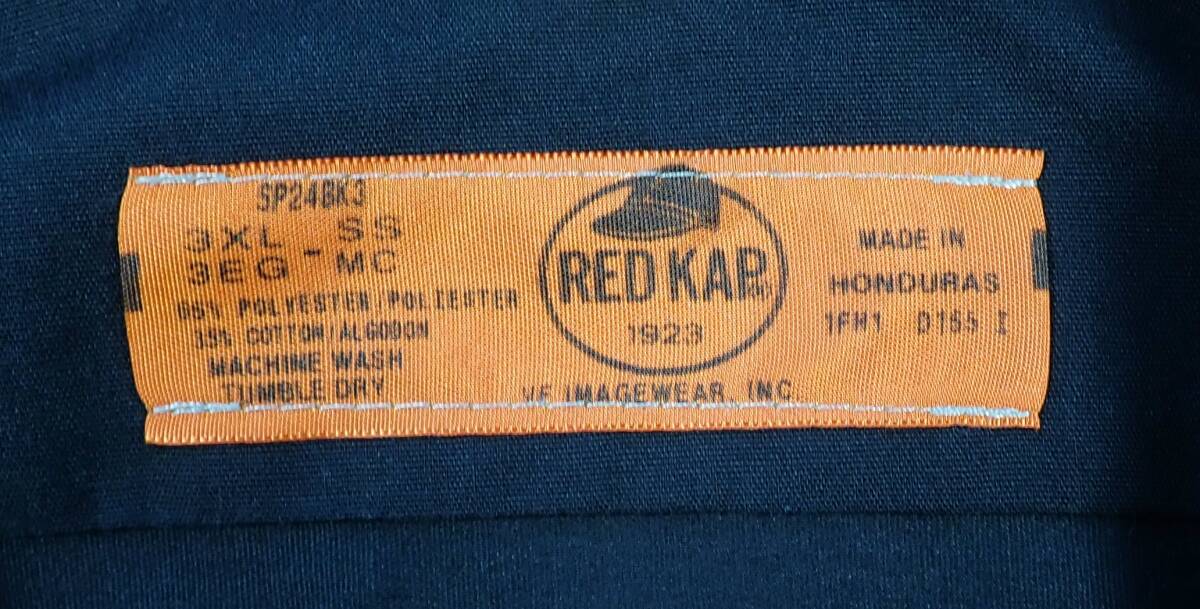 SP24BK3
3XL - SS
3EG - MC
65% POLYESTER/POLIESTER
35% COTTON/ALGODON
MACHINE WASH
TUMBLE DRY
RED KAP
1923
VF IMAGEWEAR, INC
MADE IN
HONDURAS
1FH1 D155 I